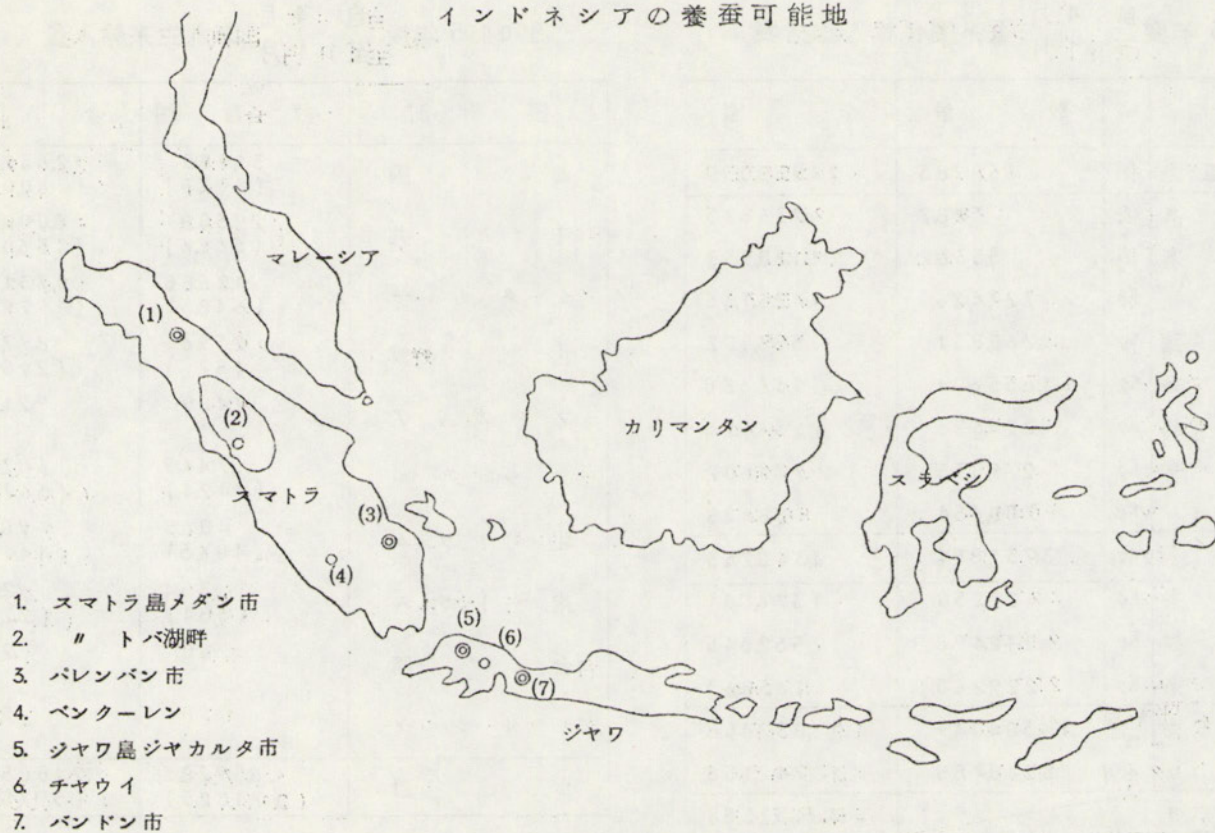 インドネシアの養蚕可能地
マレーシア
(1)
(2)
カリマンタン
スマトラ
スラベシ
(3)
(4)
(5)
(6)
(7)
ジャワ
1. スマトラ島メダン市
2. 〃 トバ湖畔
3. パレンバン市
4. ベンクーレン
5. ジャワ島ジャカルタ市
6. チャウイ
7. バンドン市